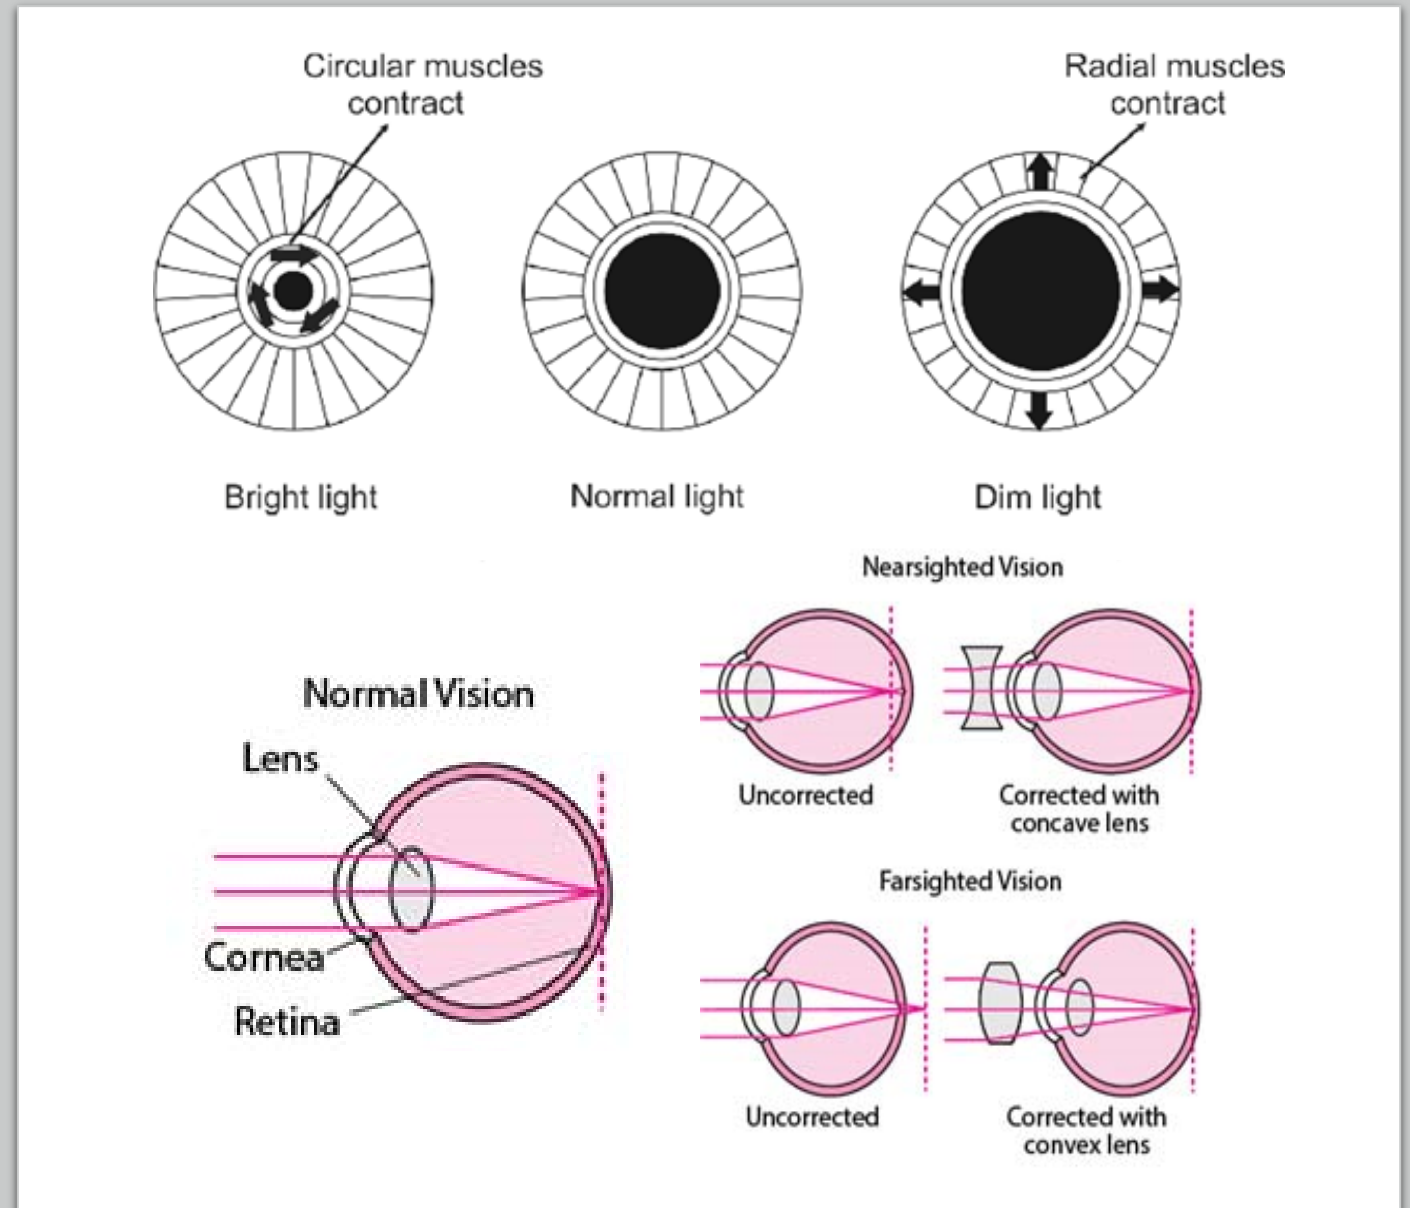 Circular muscles
contract
Radial muscles
contract
Bright light
Normal light
Dim light
Nearsighted Vision
Normal Vision
Lens
Cornea
Retina
Uncorrected
Corrected with
concave lens
Farsighted Vision
Uncorrected
Corrected with
convex lens